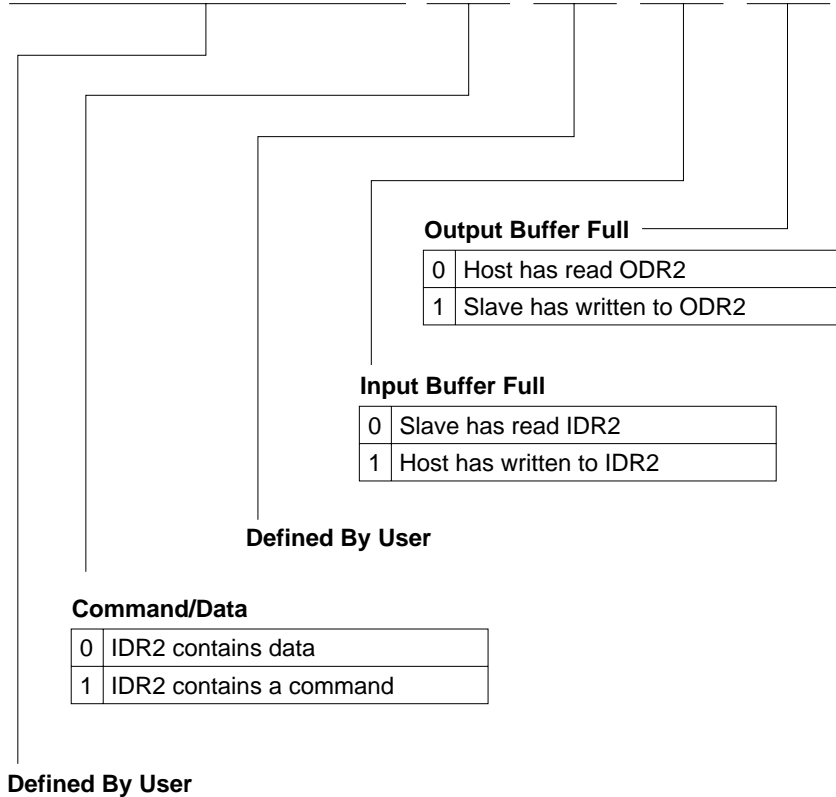 Output Buffer Full
0 Host has read ODR2
1 Slave has written to ODR2
Input Buffer Full
0 Slave has read IDR2
1 Host has written to IDR2
Defined By User
Command/Data
0 IDR2 contains data
1 IDR2 contains a command
Defined By User